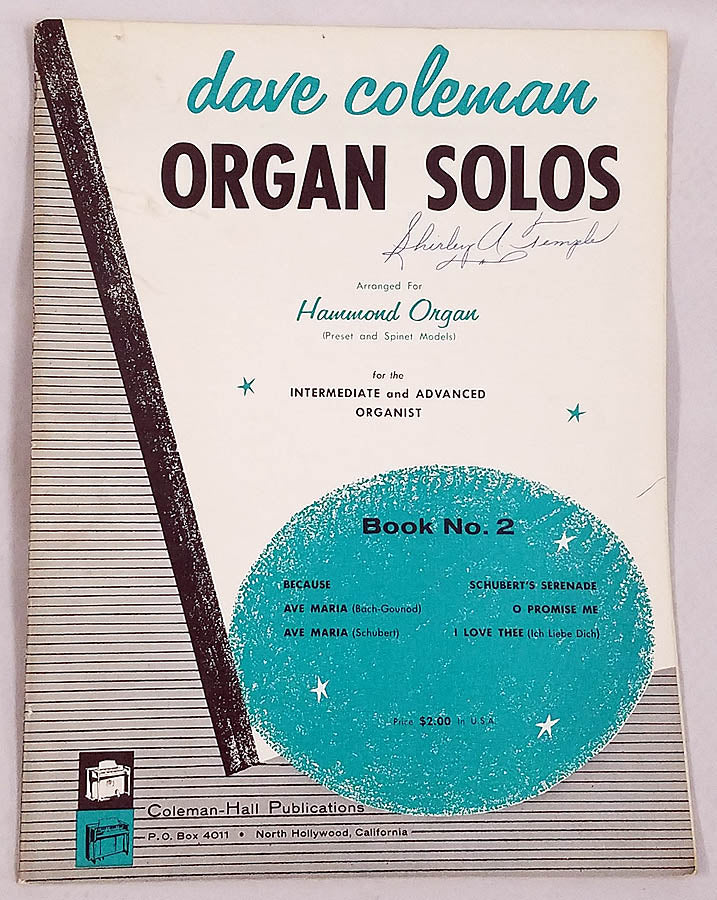 dave coleman
ORGAN SOLOS
Shirley A. Temple
Arranged For
Hammond Organ
(Preset and Spinet Models)
for the
INTERMEDIATE and ADVANCED
ORGANIST
Book No. 2
BECAUSE
AVE MARIA (Bach-Gounod)
AVE MARIA (Schubert)
SCHUBERT'S SERENADE
O PROMISE ME
I LOVE THEE (Ich Liebe Dich)
Price $2.00 in U.S.A.
Coleman-Hall Publications
P.O. Box 4011 • North Hollywood, California